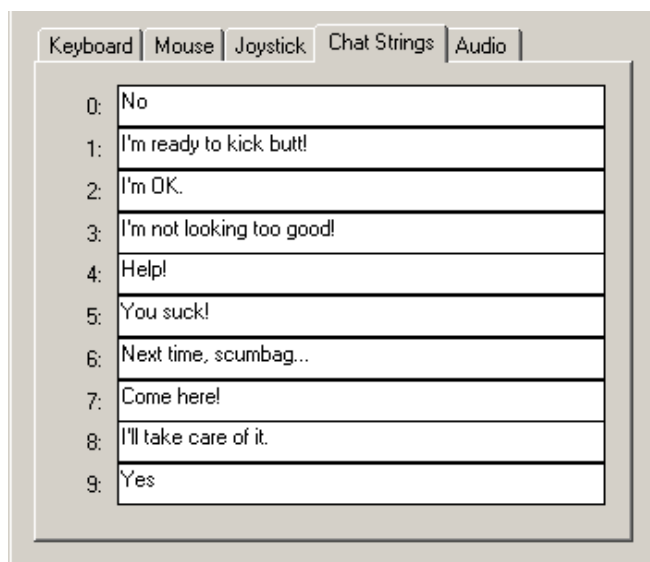 Keyboard Mouse Joystick Chat Strings Audio
0: No
1: I'm ready to kick butt!
2: I'm OK.
3: I'm not looking too good!
4: Help!
5: You suck!
6: Next time, scumbag...
7: Come here!
8: I'll take care of it.
9: Yes